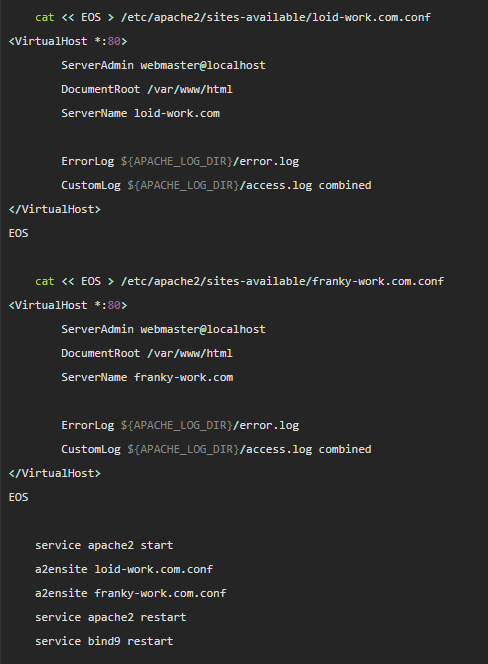 cat << EOS > /etc/apache2/sites-available/loid-work.com.conf
<VirtualHost *:80>
ServerAdmin webmaster@localhost
DocumentRoot /var/www/html
ServerName loid-work.com
ErrorLog ${APACHE_LOG_DIR}/error.log
CustomLog ${APACHE_LOG_DIR}/access.log combined
</VirtualHost>
EOS
cat << EOS > /etc/apache2/sites-available/franky-work.com.conf
<VirtualHost *:80>
ServerAdmin webmaster@localhost
DocumentRoot /var/www/html
ServerName franky-work.com
ErrorLog ${APACHE_LOG_DIR}/error.log
CustomLog ${APACHE_LOG_DIR}/access.log combined
</VirtualHost>
EOS
service apache2 start
a2ensite loid-work.com.conf
a2ensite franky-work.com.conf
service apache2 restart
service bind9 restart